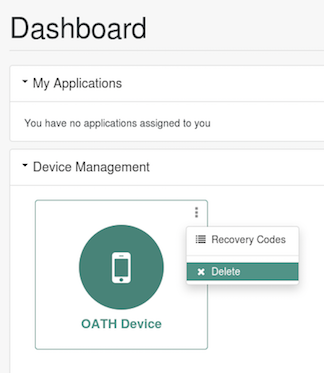 Dashboard
My Applications
You have no applications assigned to you
Device Management
Recovery Codes
Delete
OATH Device